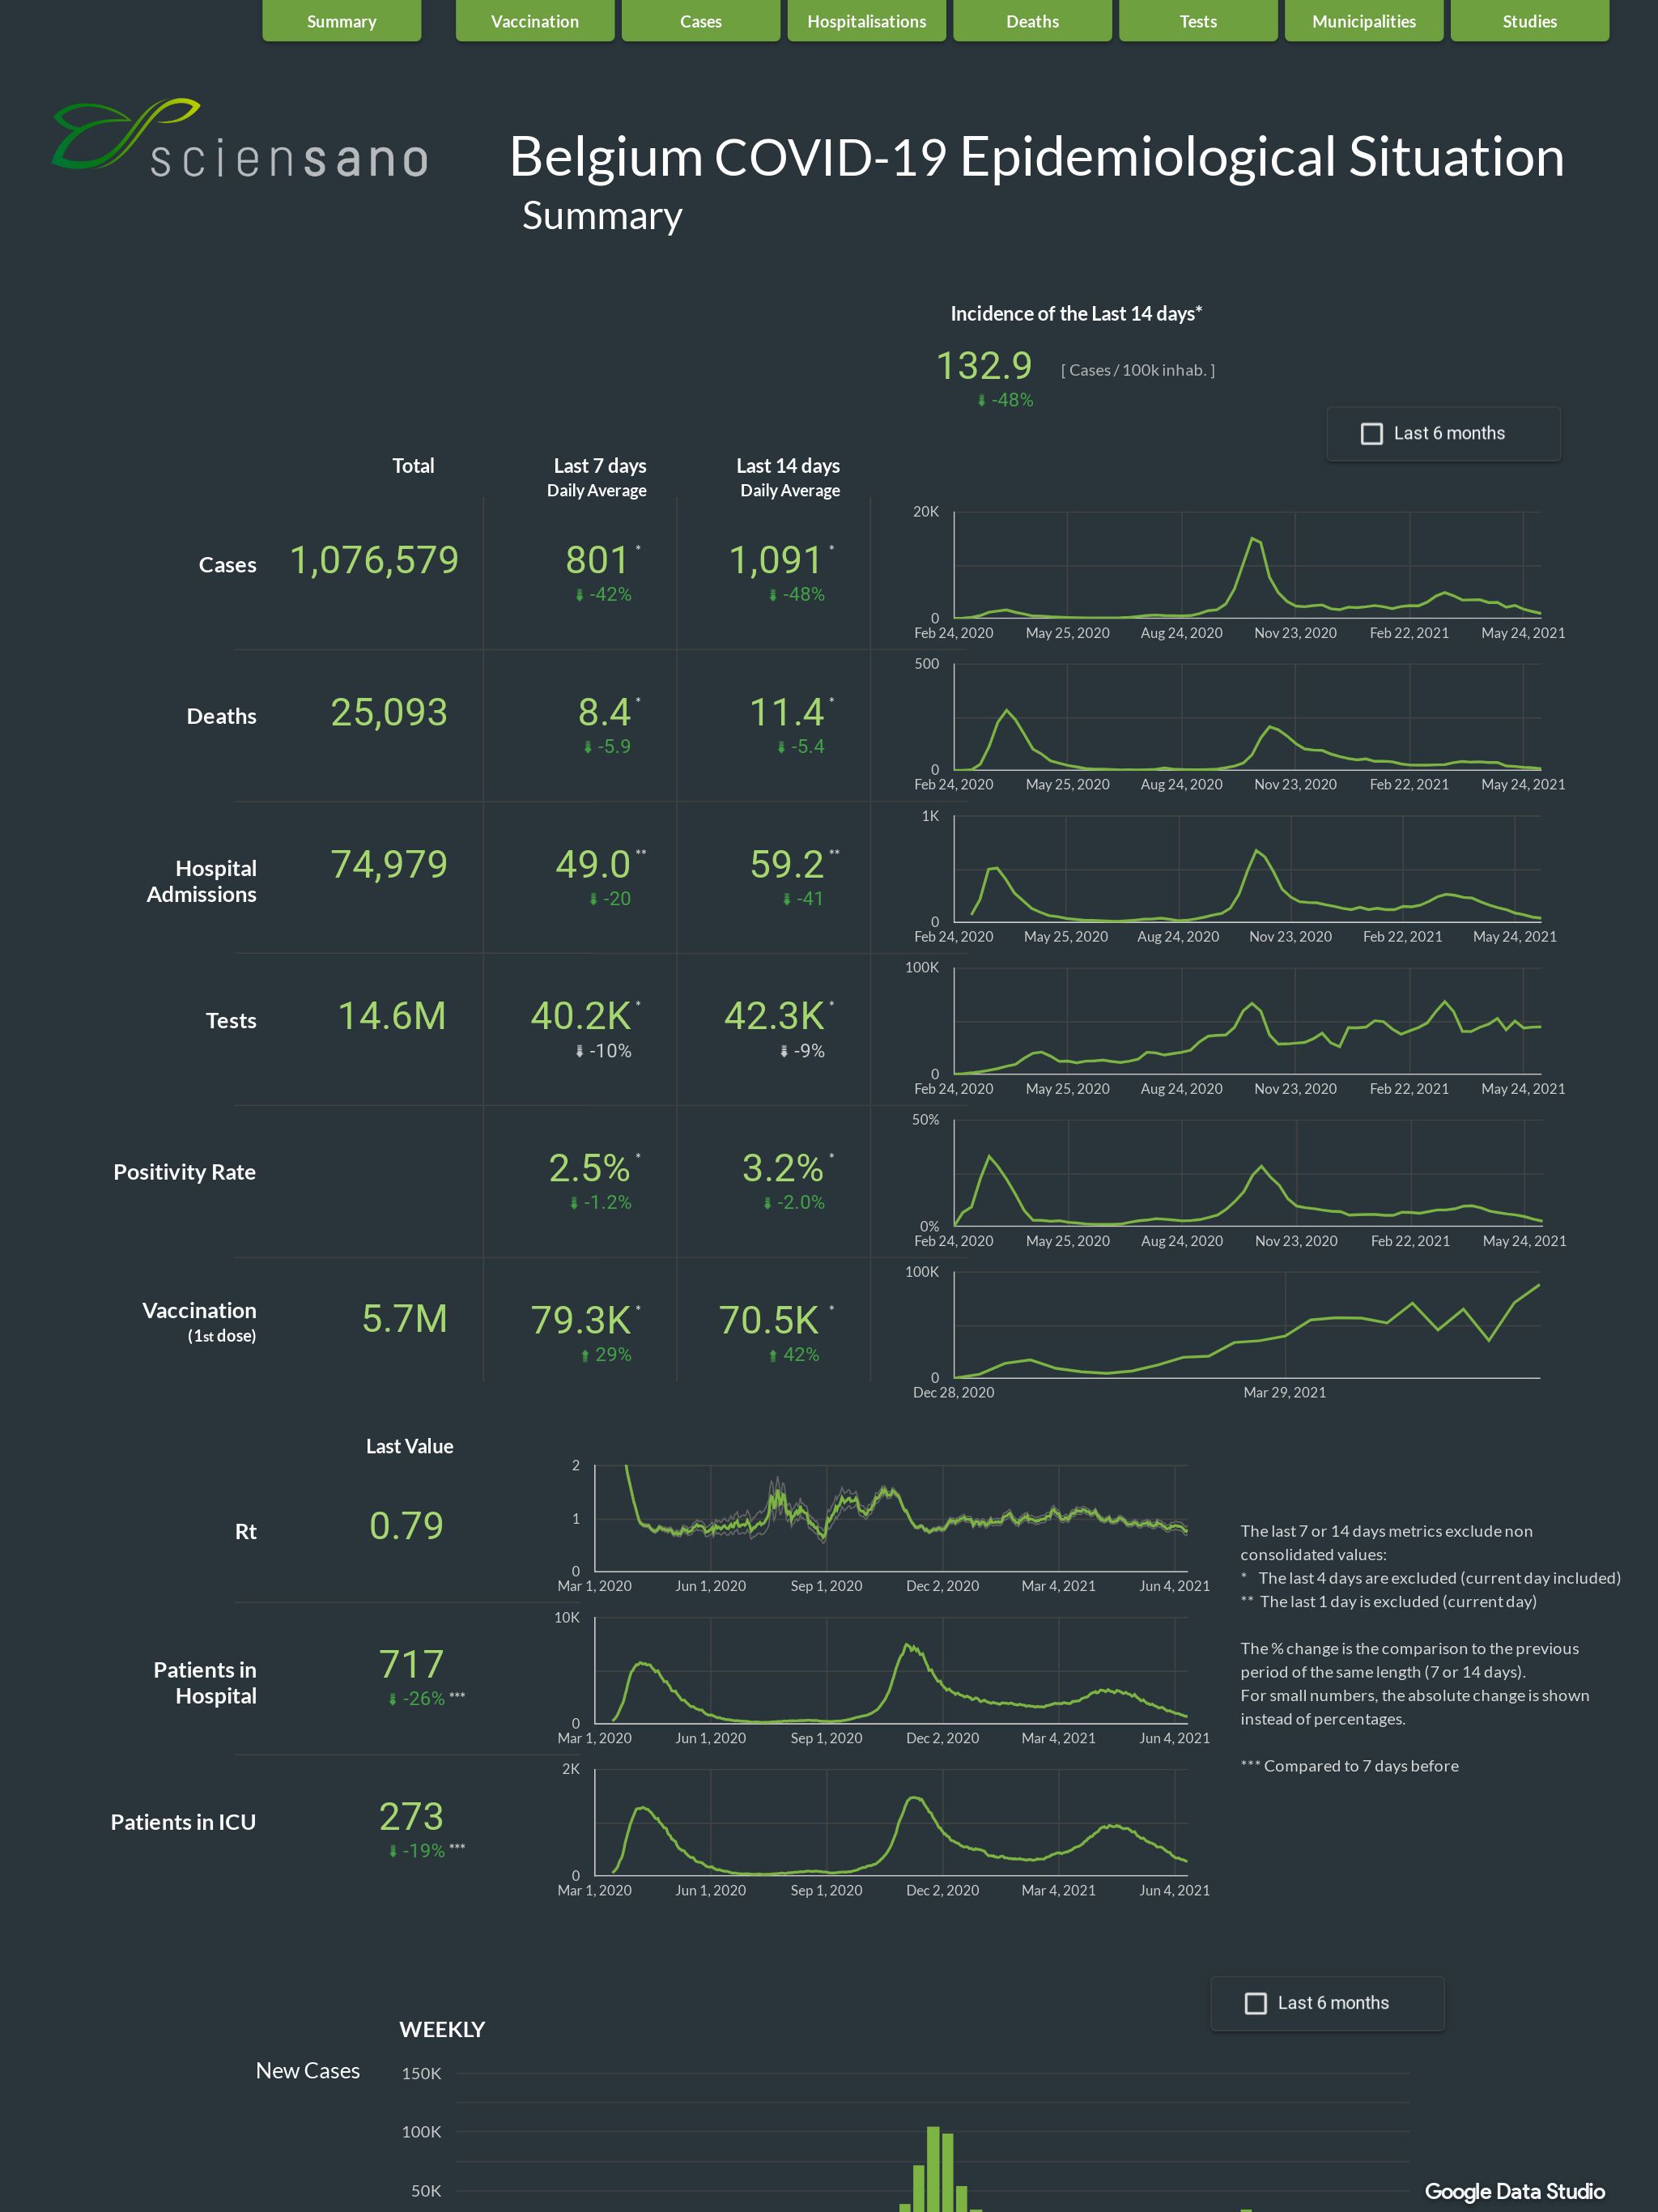 Summary
Vaccination
Cases
Hospitalisations
Deaths
Tests
Municipalities
Studies
sciensano
Belgium COVID-19 Epidemiological Situation
Summary
Incidence of the Last 14 days*
132.9 [ Cases / 100k inhab. ]
-48%
Last 6 months
Total
Last 7 days
Daily Average
Last 14 days
Daily Average
Cases
1,076,579
801 *
-42%
1,091 *
-48%
20K
0
Feb 24, 2020 May 25, 2020 Aug 24, 2020 Nov 23, 2020 Feb 22, 2021 May 24, 2021
Deaths
25,093
8.4 *
-5.9
11.4 *
-5.4
500
0
Feb 24, 2020 May 25, 2020 Aug 24, 2020 Nov 23, 2020 Feb 22, 2021 May 24, 2021
Hospital
Admissions
74,979
49.0 **
-20
59.2 **
-41
1K
0
Feb 24, 2020 May 25, 2020 Aug 24, 2020 Nov 23, 2020 Feb 22, 2021 May 24, 2021
Tests
14.6M
40.2K *
-10%
42.3K *
-9%
100K
0
Feb 24, 2020 May 25, 2020 Aug 24, 2020 Nov 23, 2020 Feb 22, 2021 May 24, 2021
Positivity Rate
2.5% *
-1.2%
3.2% *
-2.0%
50%
0%
Feb 24, 2020 May 25, 2020 Aug 24, 2020 Nov 23, 2020 Feb 22, 2021 May 24, 2021
Vaccination
(1st dose)
5.7M
79.3K *
29%
70.5K *
42%
100K
0
Dec 28, 2020 Mar 29, 2021
Last Value
Rt
0.79
2
1
0
Mar 1, 2020 Jun 1, 2020 Sep 1, 2020 Dec 2, 2020 Mar 4, 2021 Jun 4, 2021
Patients in
Hospital
717
-26% ***
10K
0
Mar 1, 2020 Jun 1, 2020 Sep 1, 2020 Dec 2, 2020 Mar 4, 2021 Jun 4, 2021
Patients in ICU
273
-19% ***
2K
0
Mar 1, 2020 Jun 1, 2020 Sep 1, 2020 Dec 2, 2020 Mar 4, 2021 Jun 4, 2021
The last 7 or 14 days metrics exclude non
consolidated values:
* The last 4 days are excluded (current day included)
** The last 1 day is excluded (current day)
The % change is the comparison to the previous
period of the same length (7 or 14 days).
For small numbers, the absolute change is shown
instead of percentages.
*** Compared to 7 days before
Last 6 months
WEEKLY
New Cases
150K
100K
50K
Google Data Studio